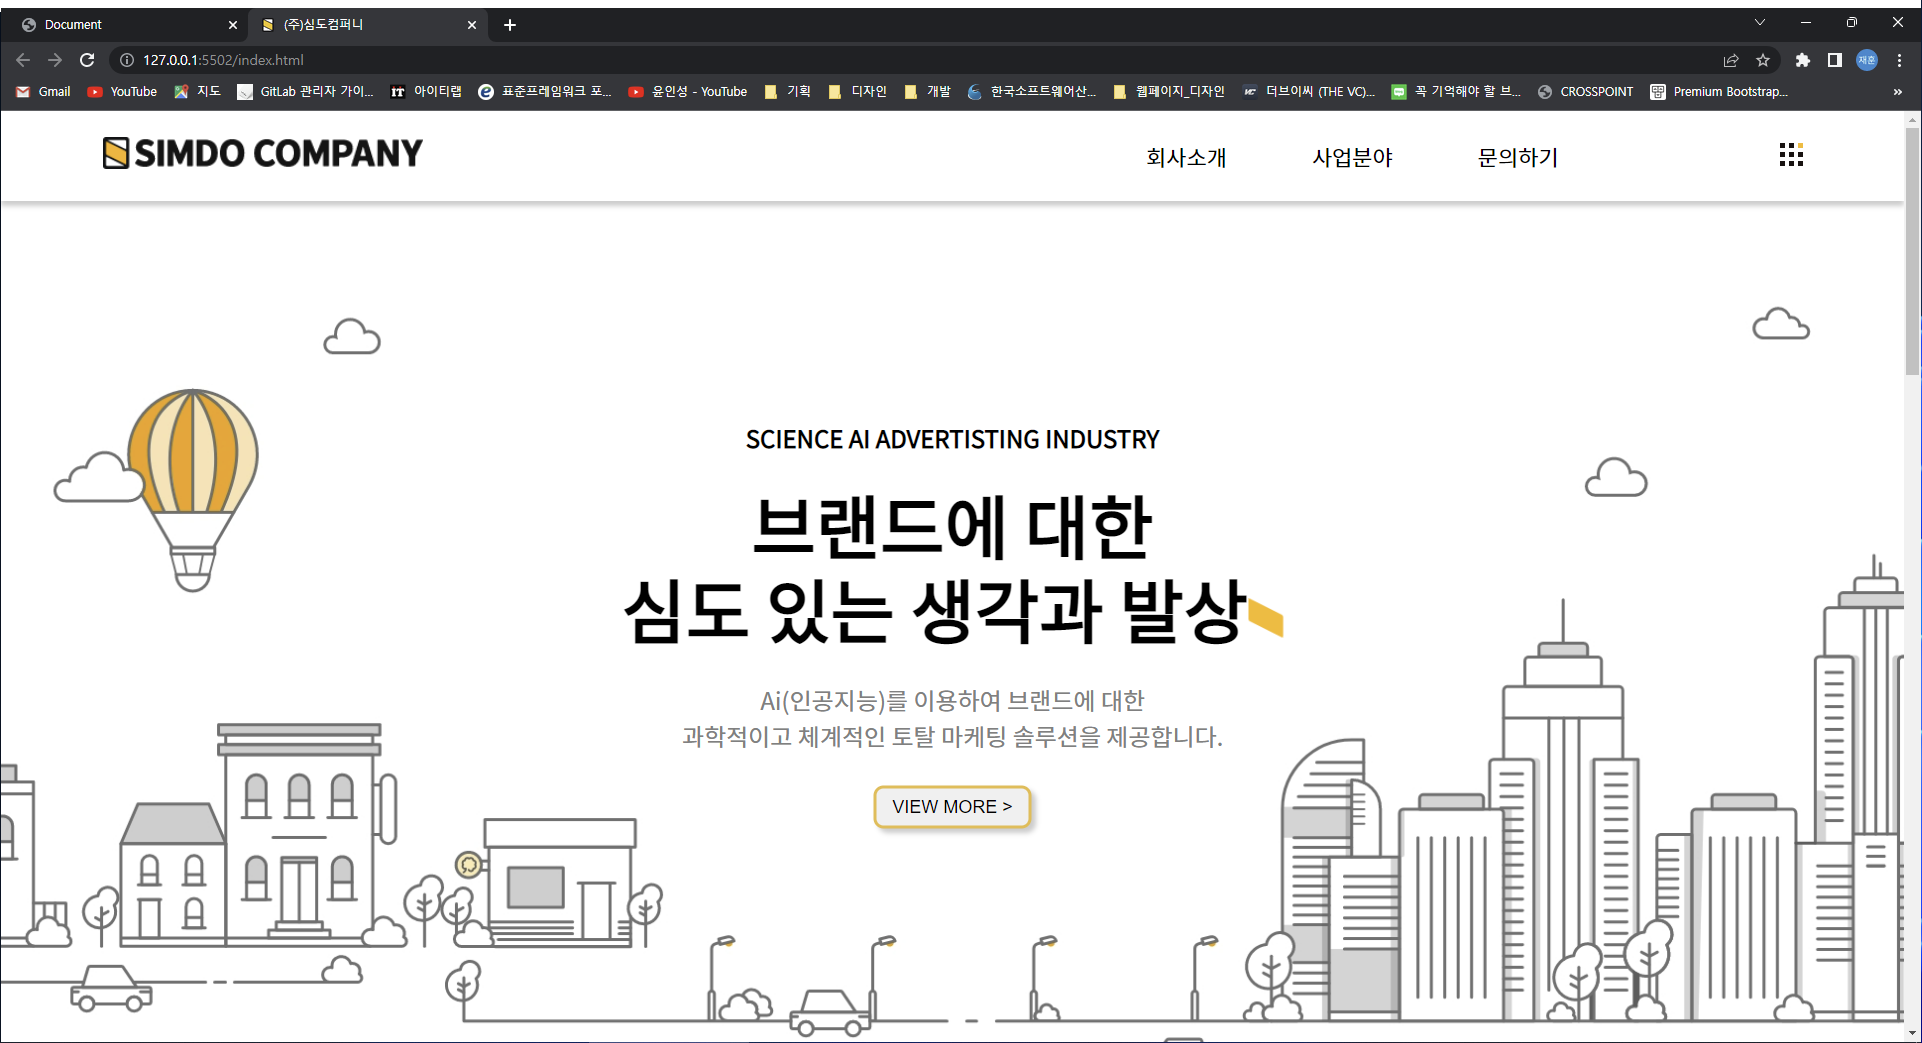 Document
(주)심도컴퍼니
127.0.0.1:5502/index.html
재훈
Gmail
YouTube
지도
GitLab 관리자 가이...
아이티랩
표준프레임워크 포...
윤인성 - YouTube
기획
디자인
개발
한국소프트웨어산...
웹페이지_디자인
더브이씨 (THE VC)...
꼭 기억해야 할 브...
CROSSPOINT
Premium Bootstrap...
SIMDO COMPANY
회사소개
사업분야
문의하기
SCIENCE AI ADVERTISTING INDUSTRY
브랜드에 대한
심도 있는 생각과 발상
Ai(인공지능)를 이용하여 브랜드에 대한
과학적이고 체계적인 토탈 마케팅 솔루션을 제공합니다.
VIEW MORE >